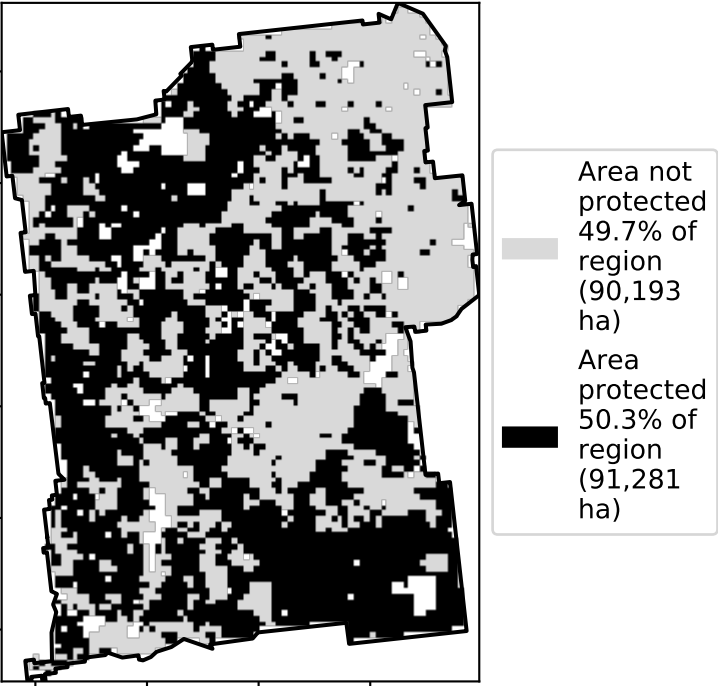 Area not
protected
49.7% of
region
(90,193
ha)
Area
protected
50.3% of
region
(91,281
ha)